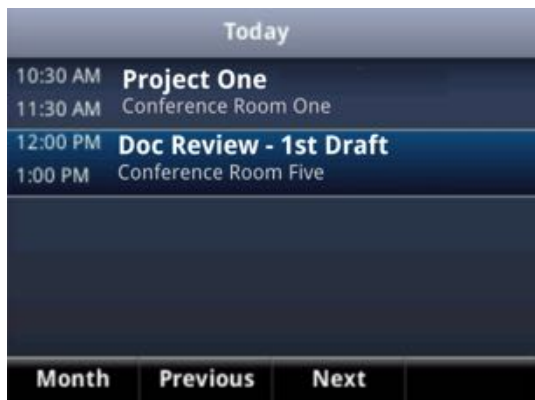 Today
10:30 AM Project One
11:30 AM Conference Room One
12:00 PM Doc Review - 1st Draft
1:00 PM Conference Room Five
Month Previous Next